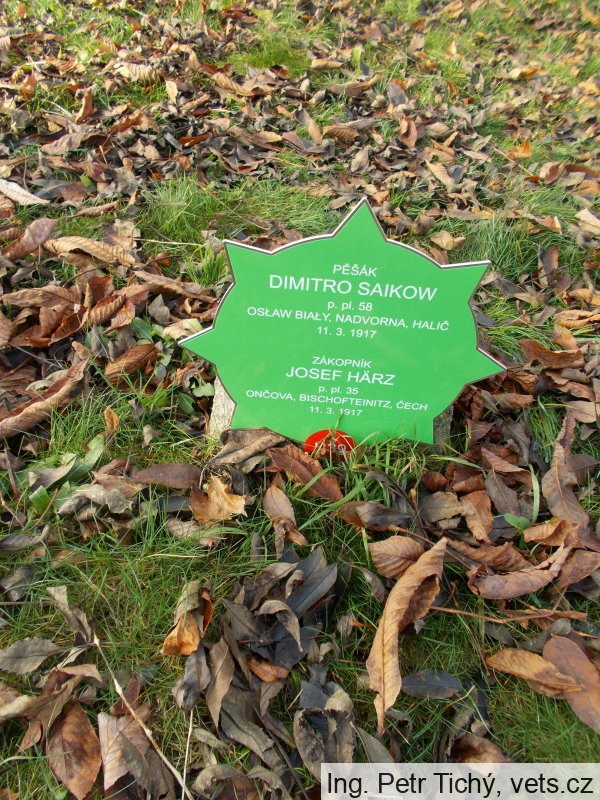 PĚŠÁK
DIMITRO SAIKOW
p. pl. 58
OSŁAW BIAŁY, NADVORNA, HALIČ
11. 3. 1917
ZÁKOPNÍK
JOSEF HÄRZ
p. pl. 35
ONČOVA, BISCHOFTEINITZ, ČECH
11. 3. 1917
Ing. Petr Tichý, vets.cz